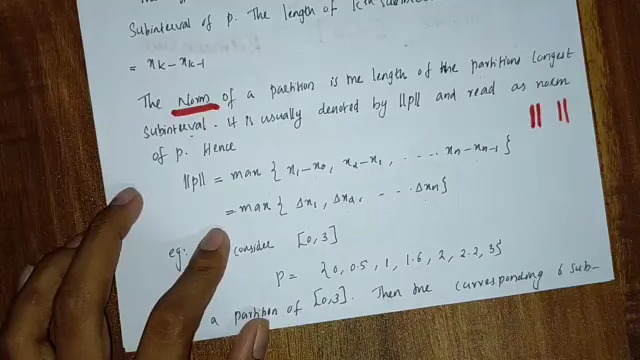 Subinterval of p. The length of kth subin
= xk - xk-1
The Norm of a partition is the length of the partitions longest
subinterval. It is usually denoted by ||p|| and read as norm
of p. Hence
|| ||
||p|| = max { x1-x0, x2-x1, ..... xn-xn-1 }
= max { Δx1, Δx2, - ... Δxn}
eg: consider [0,3]
p = {0, 0.5, 1, 1.6, 2, 2.2, 3}
a partition of [0,3]. Then the curvesponding 6 sub-